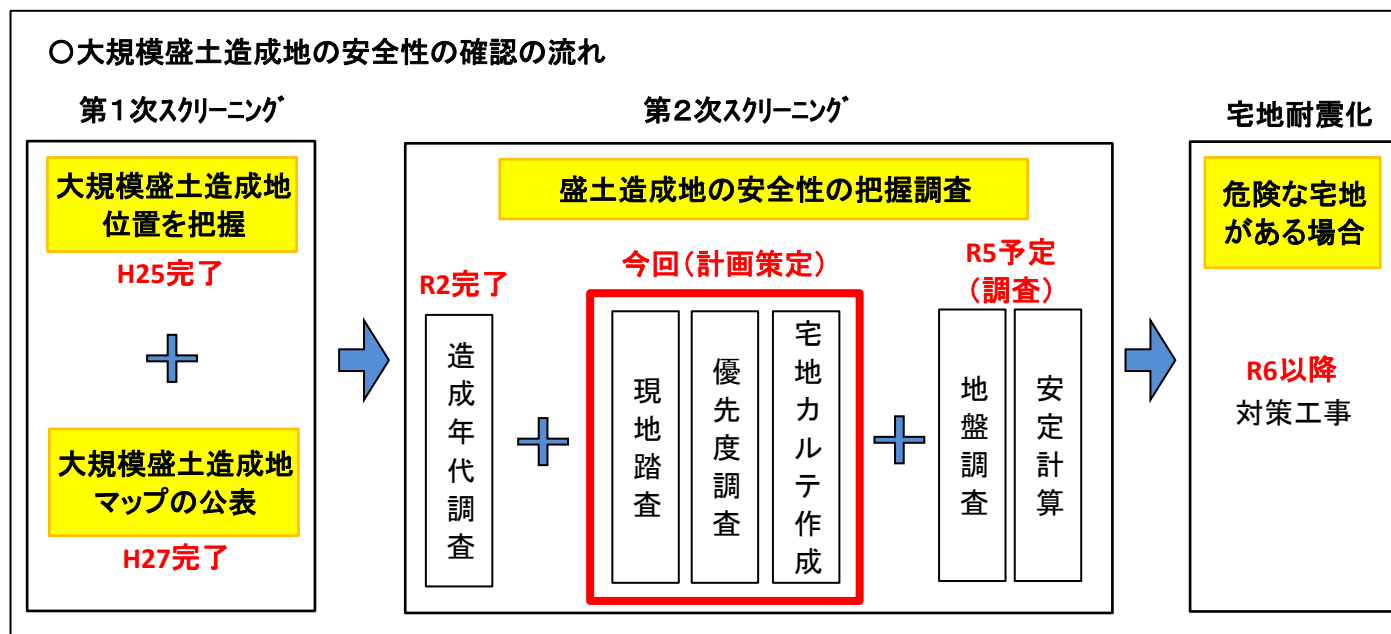 〇大規模盛土造成地の安全性の確認の流れ
第1次スクリーニング
大規模盛土造成地
位置を把握
H25完了
大規模盛土造成地
マップの公表
H27完了
第2次スクリーニング
盛土造成地の安全性の把握調査
R2完了
造成年代調査
今回(計画策定)
現地踏査
優先度調査
宅地カルテ作成
R5予定
(調査)
地盤調査
安定計算
宅地耐震化
危険な宅地
がある場合
R6以降
対策工事